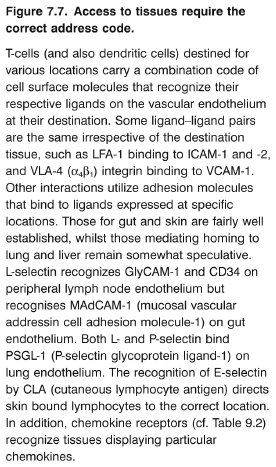 Figure 7.7. Access to tissues require the
correct address code.
T-cells (and also dendritic cells) destined for
various locations carry a combination code of
cell surface molecules that recognize their
respective ligands on the vascular endothelium
at their destination. Some ligand–ligand pairs
are the same irrespective of the destination
tissue, such as LFA-1 binding to ICAM-1 and -2,
and VLA-4 (α₄β₁) integrin binding to VCAM-1.
Other interactions utilize adhesion molecules
that bind to ligands expressed at specific
locations. Those for gut and skin are fairly well
established, whilst those mediating homing to
lung and liver remain somewhat speculative.
L-selectin recognizes GlyCAM-1 and CD34 on
peripheral lymph node endothelium but
recognises MAdCAM-1 (mucosal vascular
addressin cell adhesion molecule-1) on gut
endothelium. Both L- and P-selectin bind
PSGL-1 (P-selectin glycoprotein ligand-1) on
lung endothelium. The recognition of E-selectin
by CLA (cutaneous lymphocyte antigen) directs
skin bound lymphocytes to the correct location.
In addition, chemokine receptors (cf. Table 9.2)
recognize tissues displaying particular
chemokines.